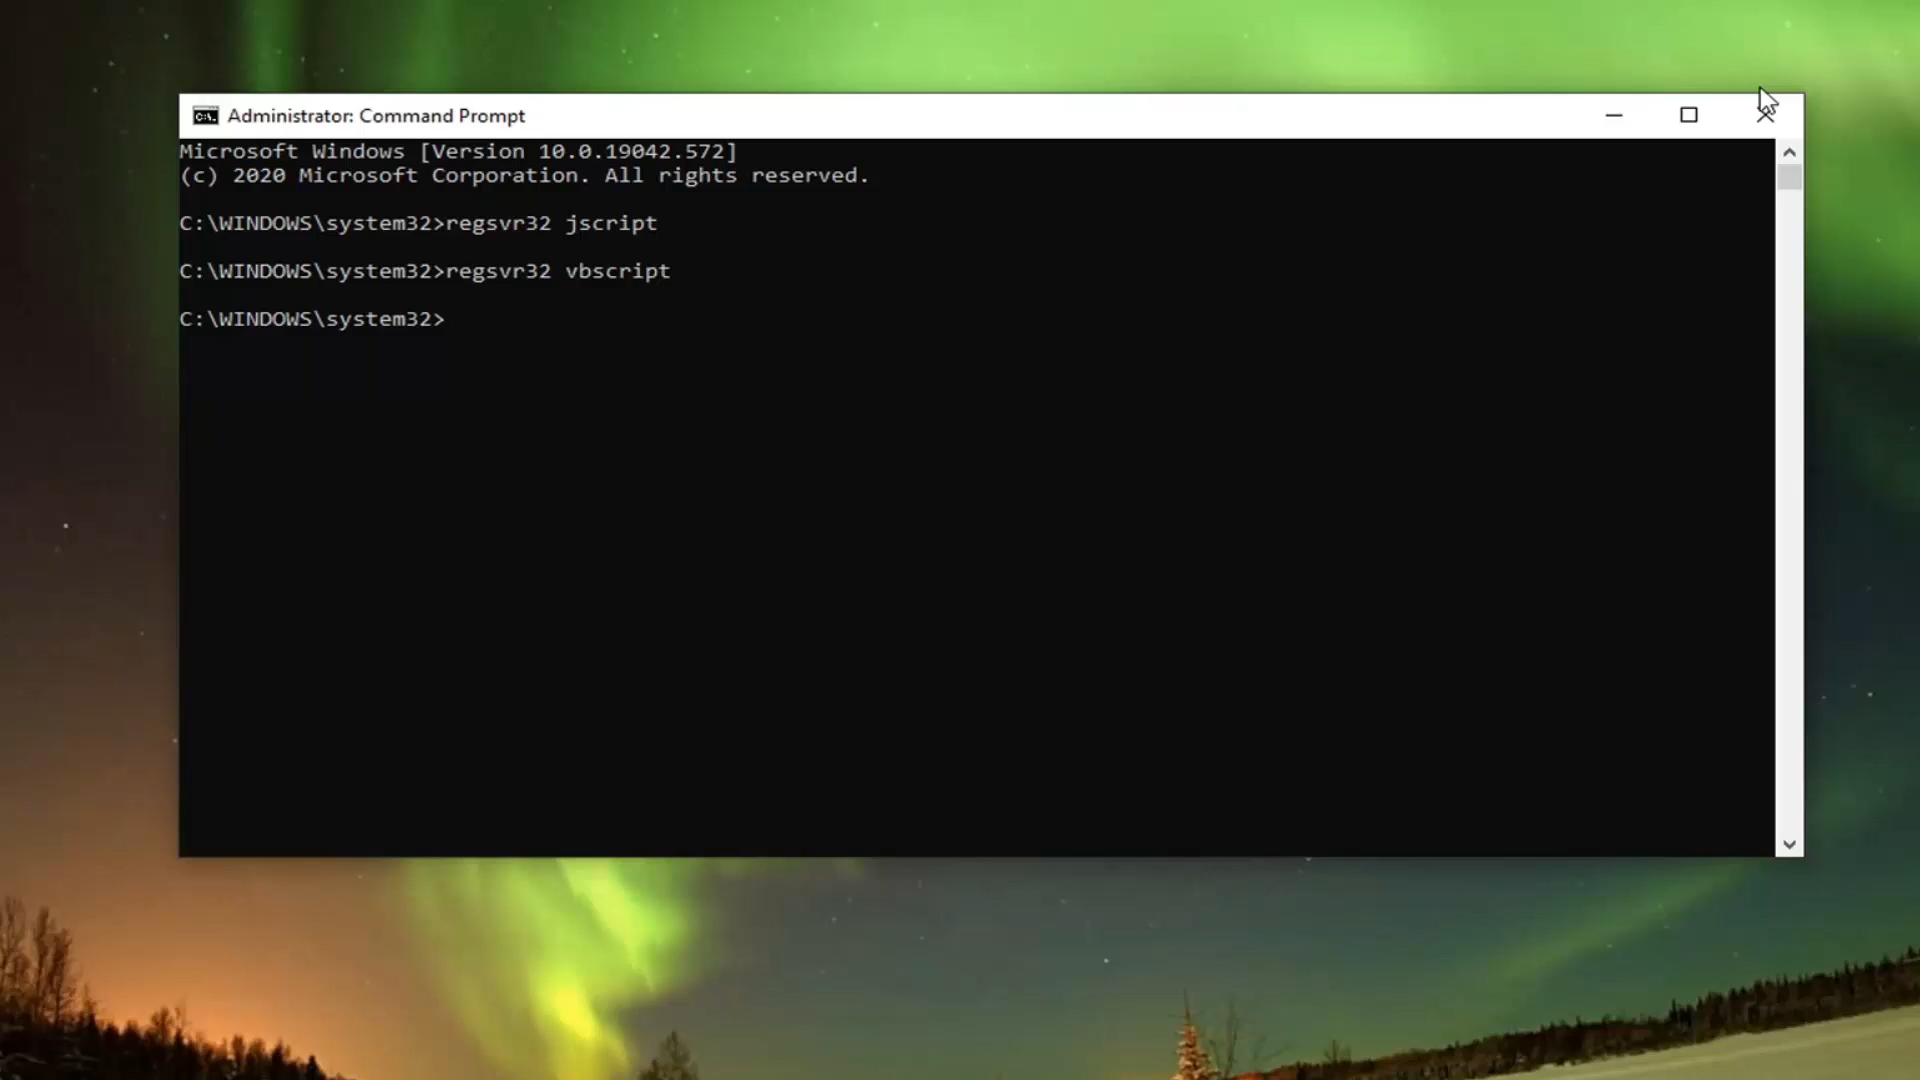 Administrator: Command Prompt
Microsoft Windows [Version 10.0.19042.572]
(c) 2020 Microsoft Corporation. All rights reserved.
C:\WINDOWS\system32>regsvr32 jscript
C:\WINDOWS\system32>regsvr32 vbscript
C:\WINDOWS\system32>